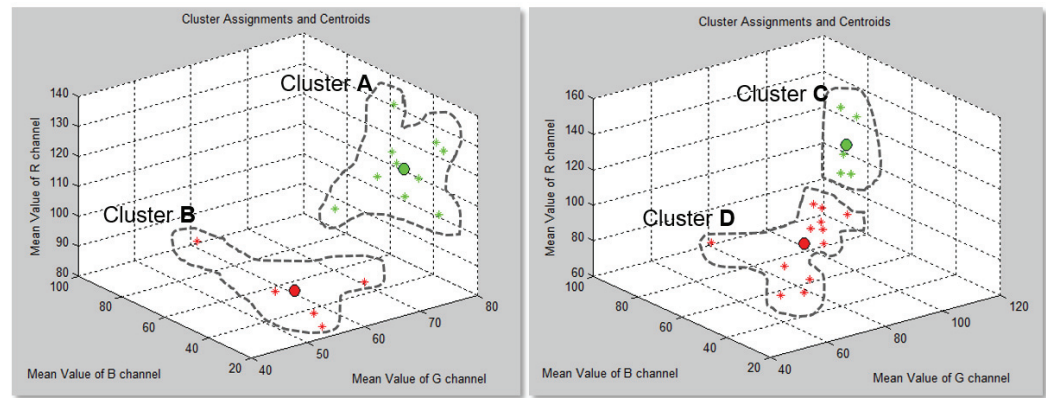 Cluster Assignments and Centroids
Cluster A
Cluster B
Mean Value of R channel
140
130
120
110
100
90
80
100
80
60
40
20
40
50
60
70
80
Mean Value of B channel
Mean Value of G channel
Cluster Assignments and Centroids
Cluster C
Cluster D
Mean Value of R channel
160
140
120
100
80
60
100
80
60
40
60
80
100
120
Mean Value of B channel
Mean Value of G channel